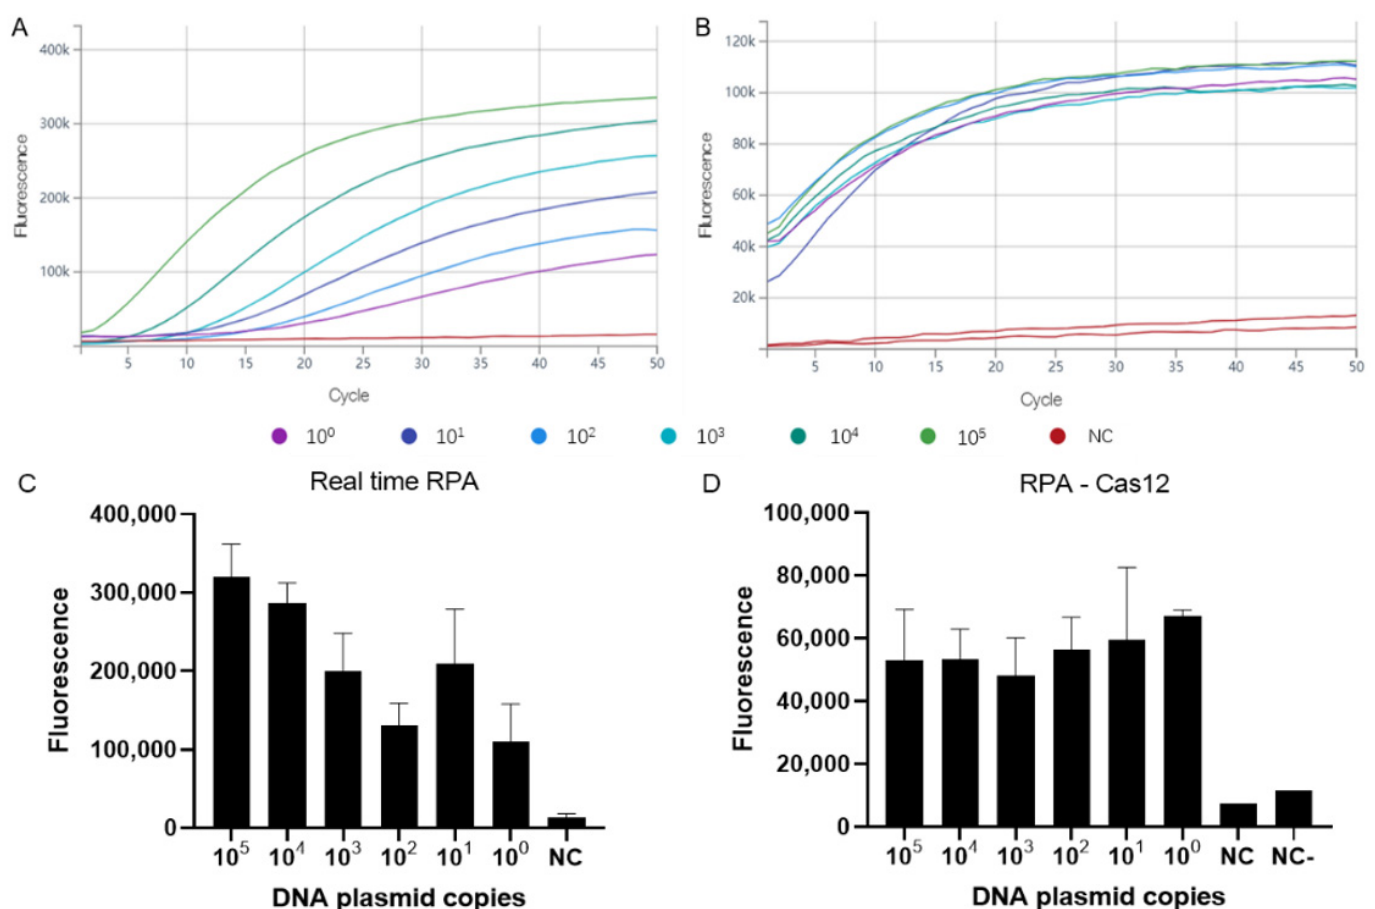 A
B
400k
300k
200k
100k
Fluorescence
5 10 15 20 25 30 35 40 45 50
Cycle
120k
100k
80k
60k
40k
20k
Fluorescence
5 10 15 20 25 30 35 40 45 50
Cycle
10⁰ 10¹ 10² 10³ 10⁴ 10⁵ NC
C
Real time RPA
400,000
300,000
200,000
100,000
0
Fluorescence
10⁵ 10⁴ 10³ 10² 10¹ 10⁰ NC
DNA plasmid copies
D
RPA - Cas12
100,000
80,000
60,000
40,000
20,000
0
Fluorescence
10⁵ 10⁴ 10³ 10² 10¹ 10⁰ NC NC-
DNA plasmid copies